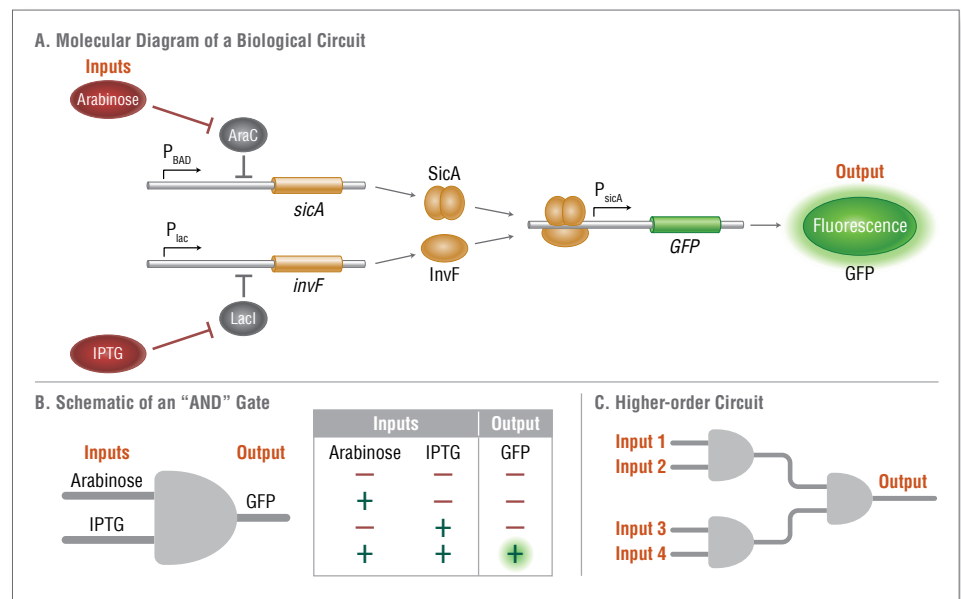 A. Molecular Diagram of a Biological Circuit
Inputs
Arabinose
AraC
PBAD
sicA
SicA
Plac
invF
InvF
LacI
IPTG
PsicA
GFP
Output
Fluorescence
GFP
B. Schematic of an “AND” Gate
Inputs
Output
Arabinose
IPTG
GFP
Inputs Output
Arabinose IPTG GFP
− − −
+ − −
− + −
+ + +
C. Higher-order Circuit
Input 1
Input 2
Input 3
Input 4
Output